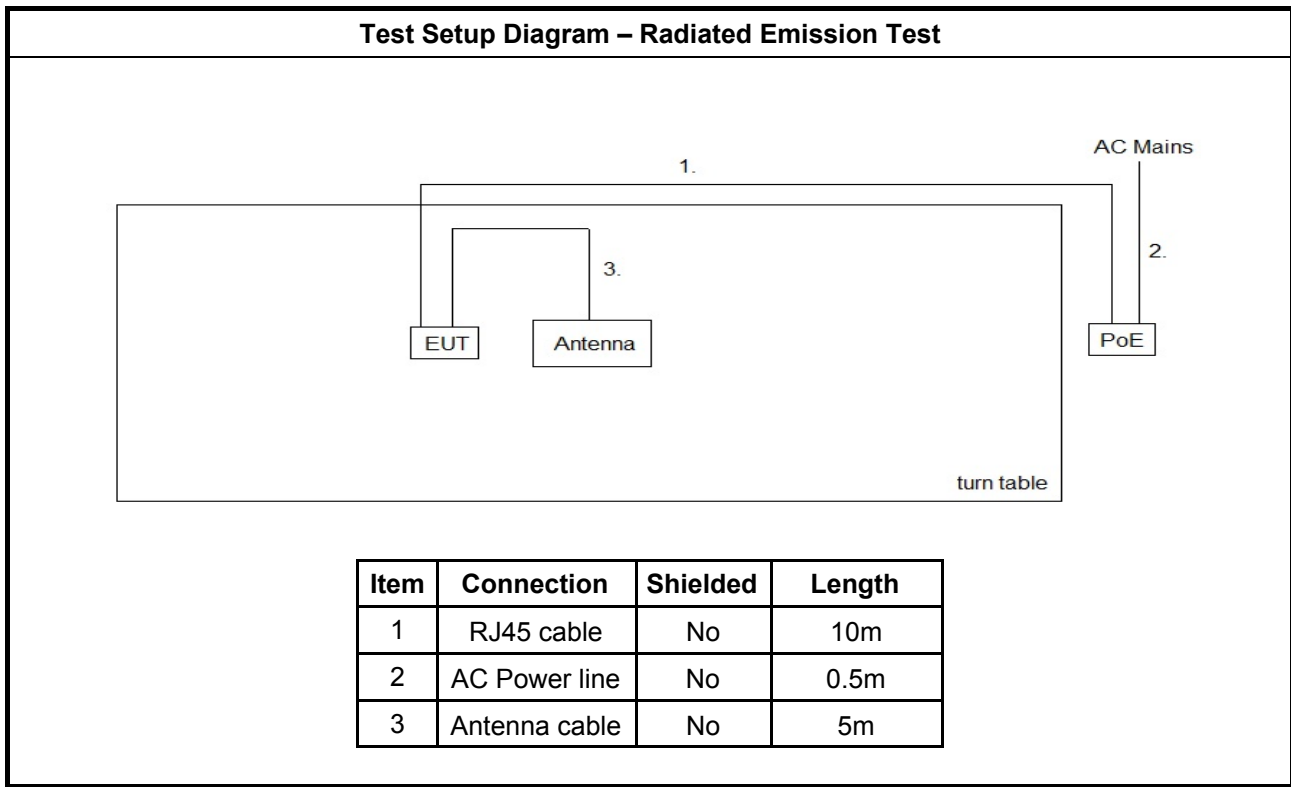 Test Setup Diagram – Radiated Emission Test
AC Mains
1.
2.
3.
EUT
Antenna
PoE
turn table
Item Connection Shielded Length
1 RJ45 cable No 10m
2 AC Power line No 0.5m
3 Antenna cable No 5m